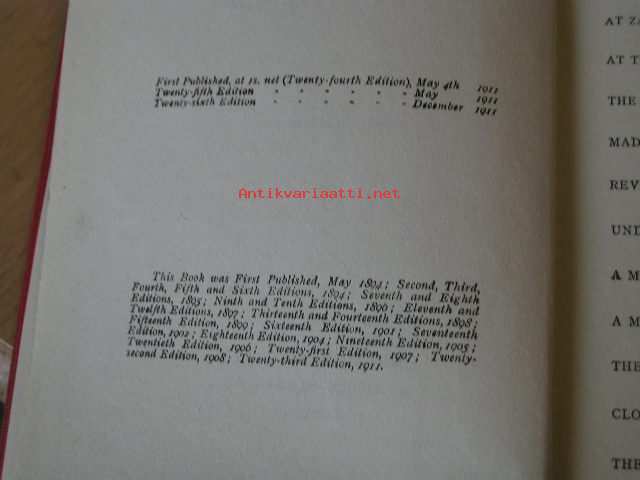 First Published, at 1s. net (Twenty-fourth Edition), May 4th 1911
Twenty-fifth Edition " " " " " " May 1911
Twenty-sixth Edition " " " " " " December 1911
Antikvariaatti.net
This Book was First Published, May 1894; Second, Third,
Fourth, Fifth and Sixth Editions, 1894; Seventh and Eighth
Editions, 1895; Ninth and Tenth Editions, 1896; Eleventh and
Twelfth Editions, 1897; Thirteenth and Fourteenth Editions, 1898;
Fifteenth Edition, 1899; Sixteenth Edition, 1901; Seventeenth
Edition, 1902; Eighteenth Edition, 1904; Nineteenth Edition, 1905;
Twentieth Edition, 1906; Twenty-first Edition, 1907; Twenty-
second Edition, 1908; Twenty-third Edition, 1911.
AT ZA
AT T
THE
MAD
REV
UND
A M
A M
THE
CLO
THE